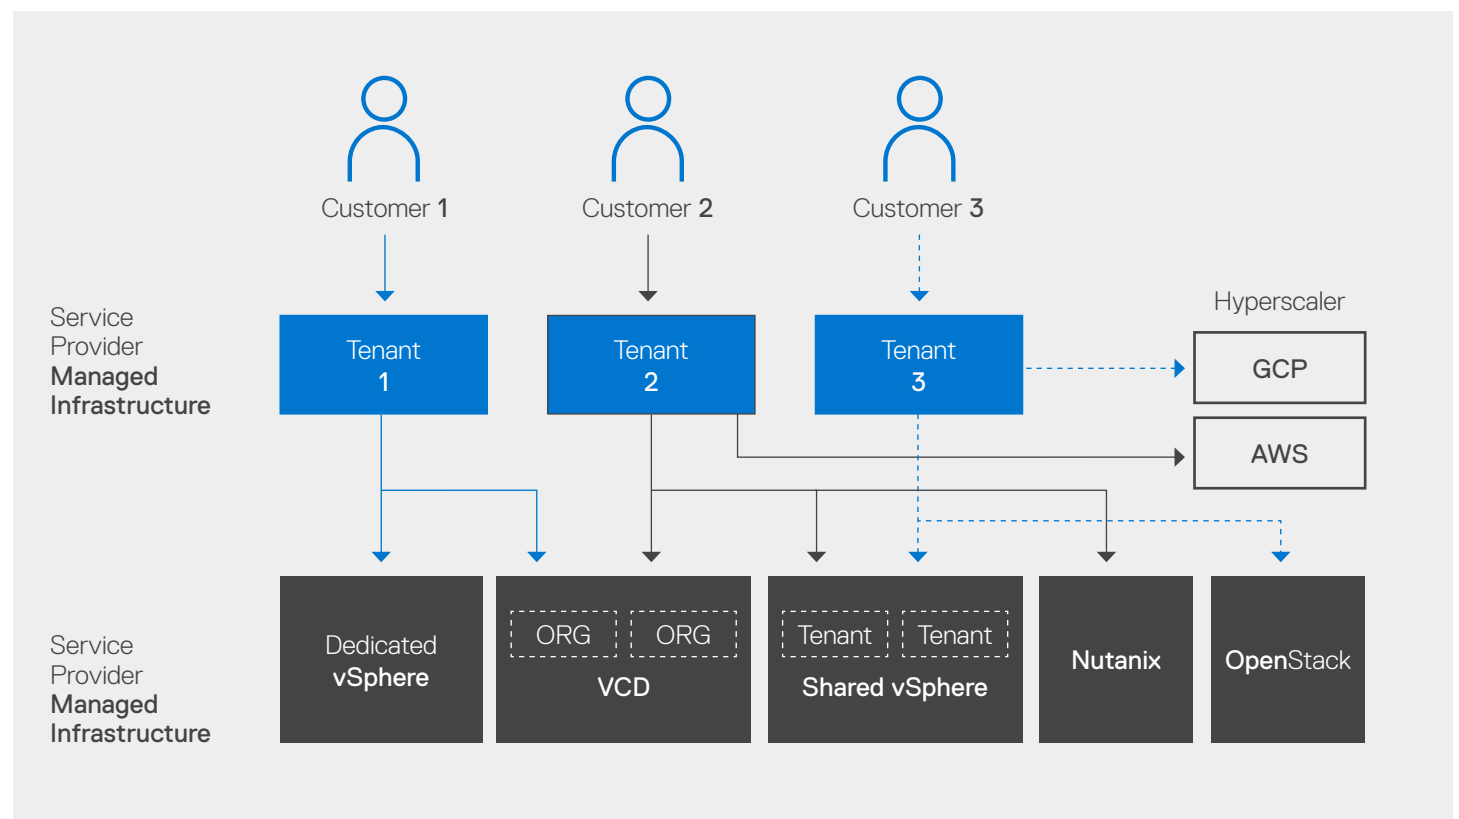 Customer 1
Customer 2
Customer 3
Service
Provider
Managed
Infrastructure
Tenant
1
Tenant
2
Tenant
3
Hyperscaler
GCP
AWS
Service
Provider
Managed
Infrastructure
Dedicated
vSphere
ORG
ORG
VCD
Tenant
Tenant
Shared vSphere
Nutanix
OpenStack